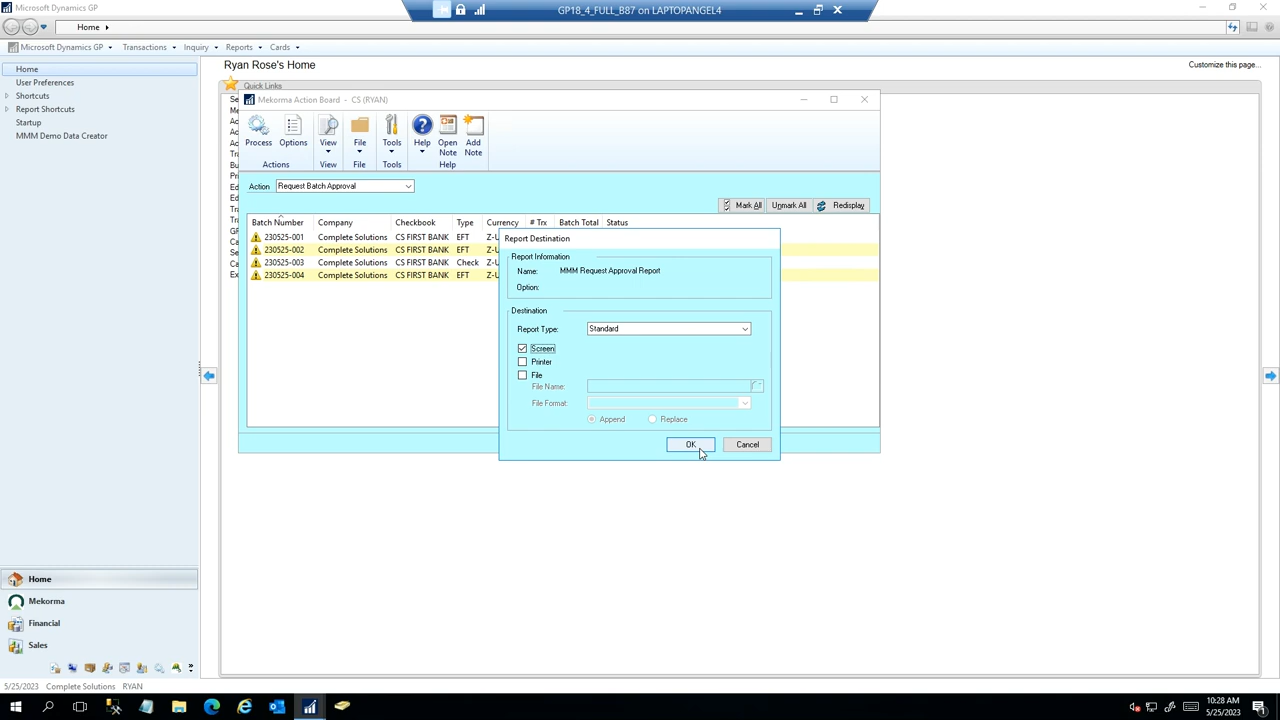 Microsoft Dynamics GP
GP18_4_FULL_B87 on LAPTOPANGEL4
Home
Microsoft Dynamics GP Transactions Inquiry Reports Cards
Home
User Preferences
Shortcuts
Report Shortcuts
Startup
MMM Demo Data Creator
Ryan Rose's Home
Customize this page...
Quick Links
Mekorma Action Board - CS (RYAN)
Process Options View File Tools Help Open Note Add Note
Actions View File Tools Help
Action Request Batch Approval
Mark All Unmark All Redisplay
Batch Number Company Checkbook Type Currency # Trx Batch Total Status
230525-001 Complete Solutions CS FIRST BANK EFT Z-U
230525-002 Complete Solutions CS FIRST BANK EFT Z-U
230525-003 Complete Solutions CS FIRST BANK Check Z-U
230525-004 Complete Solutions CS FIRST BANK EFT Z-U
Report Destination
Report Information
Name: MMM Request Approval Report
Option:
Destination
Report Type: Standard
Screen
Printer
File
File Name:
File Format:
Append Replace
OK Cancel
Home
Mekorma
Financial
Sales
5/25/2023 Complete Solutions RYAN
10:28 AM
5/25/2023